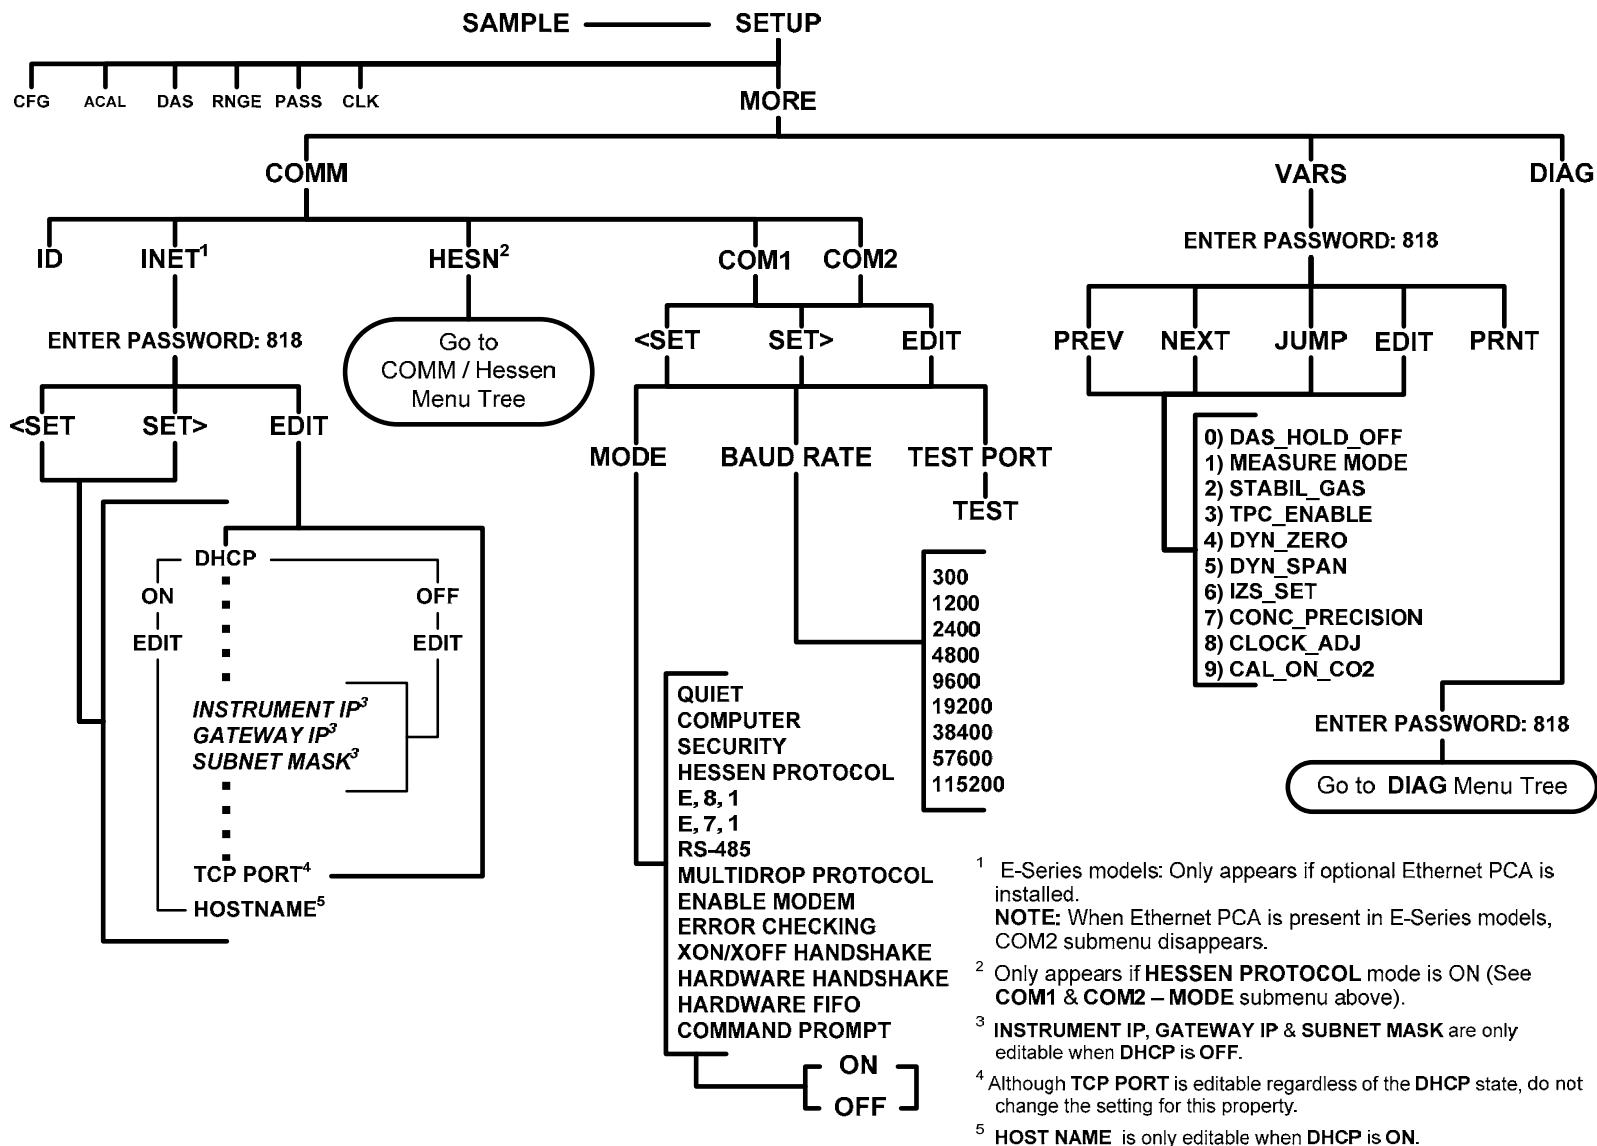 SAMPLE SETUP
CFG ACAL DAS RNGE PASS CLK
MORE
COMM VARS DIAG
ID INET1 HESN2 COM1 COM2
ENTER PASSWORD: 818
ENTER PASSWORD: 818
<SET SET> EDIT
Go to
COMM / Hessen
Menu Tree
<SET SET> EDIT
PREV NEXT JUMP EDIT PRNT
MODE BAUD RATE TEST PORT
TEST
0) DAS_HOLD_OFF
1) MEASURE MODE
2) STABIL_GAS
3) TPC_ENABLE
4) DYN_ZERO
5) DYN_SPAN
6) IZS_SET
7) CONC_PRECISION
8) CLOCK_ADJ
9) CAL_ON_CO2
DHCP
ON OFF
EDIT EDIT
INSTRUMENT IP3
GATEWAY IP3
SUBNET MASK3
TCP PORT4
HOSTNAME5
300
1200
2400
4800
9600
19200
38400
57600
115200
QUIET
COMPUTER
SECURITY
HESSEN PROTOCOL
E, 8, 1
E, 7, 1
RS-485
MULTIDROP PROTOCOL
ENABLE MODEM
ERROR CHECKING
XON/XOFF HANDSHAKE
HARDWARE HANDSHAKE
HARDWARE FIFO
COMMAND PROMPT
ON
OFF
ENTER PASSWORD: 818
Go to DIAG Menu Tree
1 E-Series models: Only appears if optional Ethernet PCA is
installed.
NOTE: When Ethernet PCA is present in E-Series models,
COM2 submenu disappears.
2 Only appears if HESSEN PROTOCOL mode is ON (See
COM1 & COM2 – MODE submenu above).
3 INSTRUMENT IP, GATEWAY IP & SUBNET MASK are only
editable when DHCP is OFF.
4 Although TCP PORT is editable regardless of the DHCP state, do not
change the setting for this property.
5 HOST NAME is only editable when DHCP is ON.